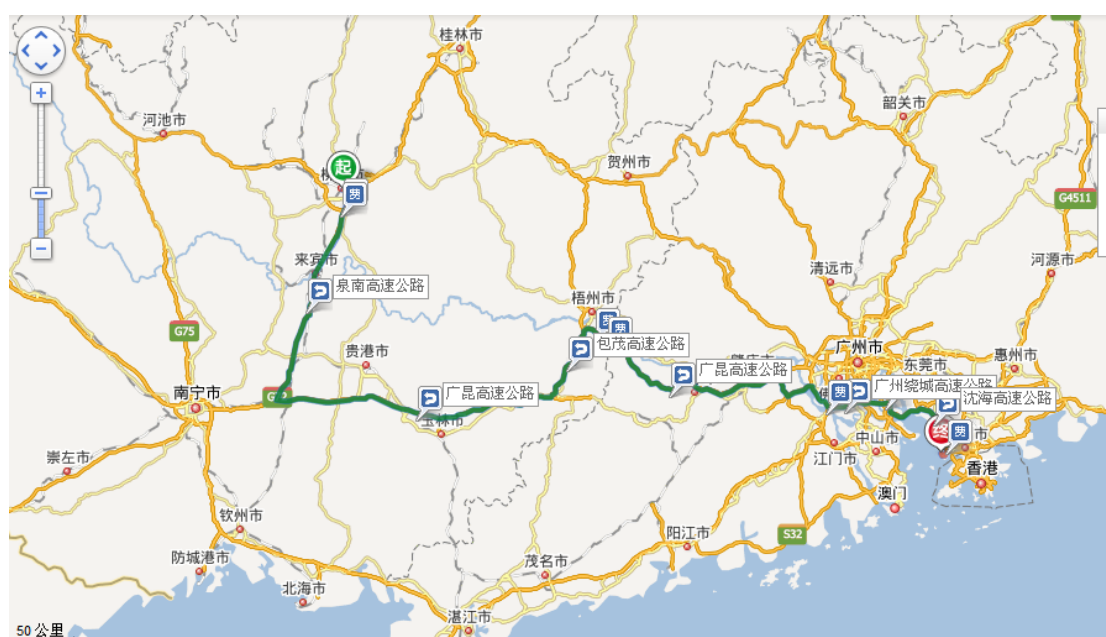 桂林市
韶关市
河池市
贺州市
起
费
G4511
来宾市
清远市
河源市
泉南高速公路
梧州市
费
费
G75
贵港市
包茂高速公路
广州市
东莞市
惠州市
广昆高速公路
南宁市
广昆高速公路
费
广州绕城高速公路
沈海高速公路
玉林市
终
费
中山市
江门市
崇左市
香港
澳门
钦州市
阳江市
S32
防城港市
茂名市
北海市
湛江市
50 公里